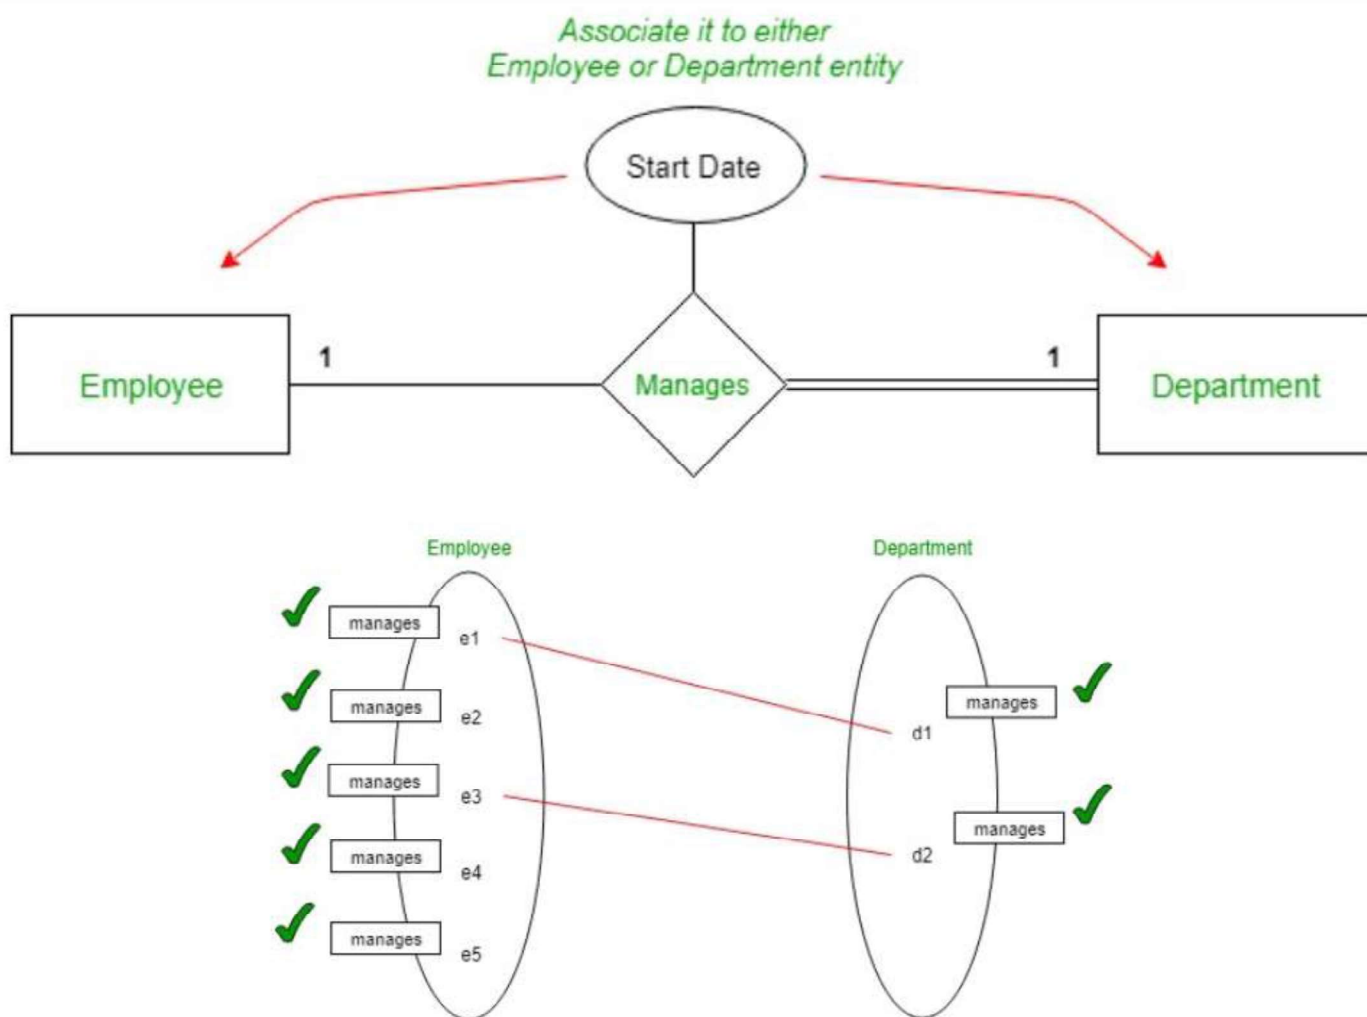 Associate it to either
Employee or Department entity
Start Date
1
1
Employee
Manages
Department
Employee
Department
manages
e1
manages
e2
manages
e3
manages
e4
manages
e5
manages
d1
manages
d2